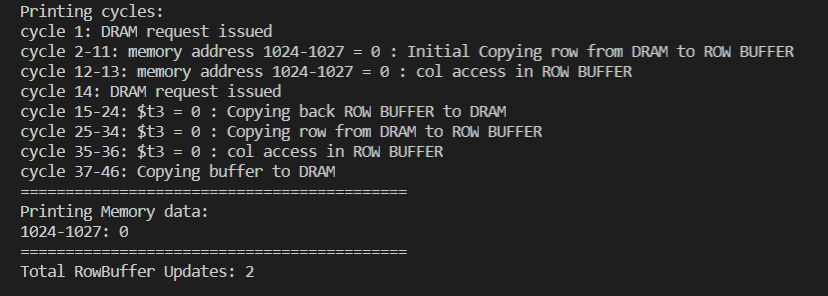 Printing cycles:
cycle 1: DRAM request issued
cycle 2-11: memory address 1024-1027 = 0 : Initial Copying row from DRAM to ROW BUFFER
cycle 12-13: memory address 1024-1027 = 0 : col access in ROW BUFFER
cycle 14: DRAM request issued
cycle 15-24: $t3 = 0 : Copying back ROW BUFFER to DRAM
cycle 25-34: $t3 = 0 : Copying row from DRAM to ROW BUFFER
cycle 35-36: $t3 = 0 : col access in ROW BUFFER
cycle 37-46: Copying buffer to DRAM
===========================================
Printing Memory data:
1024-1027: 0
===========================================
Total RowBuffer Updates: 2